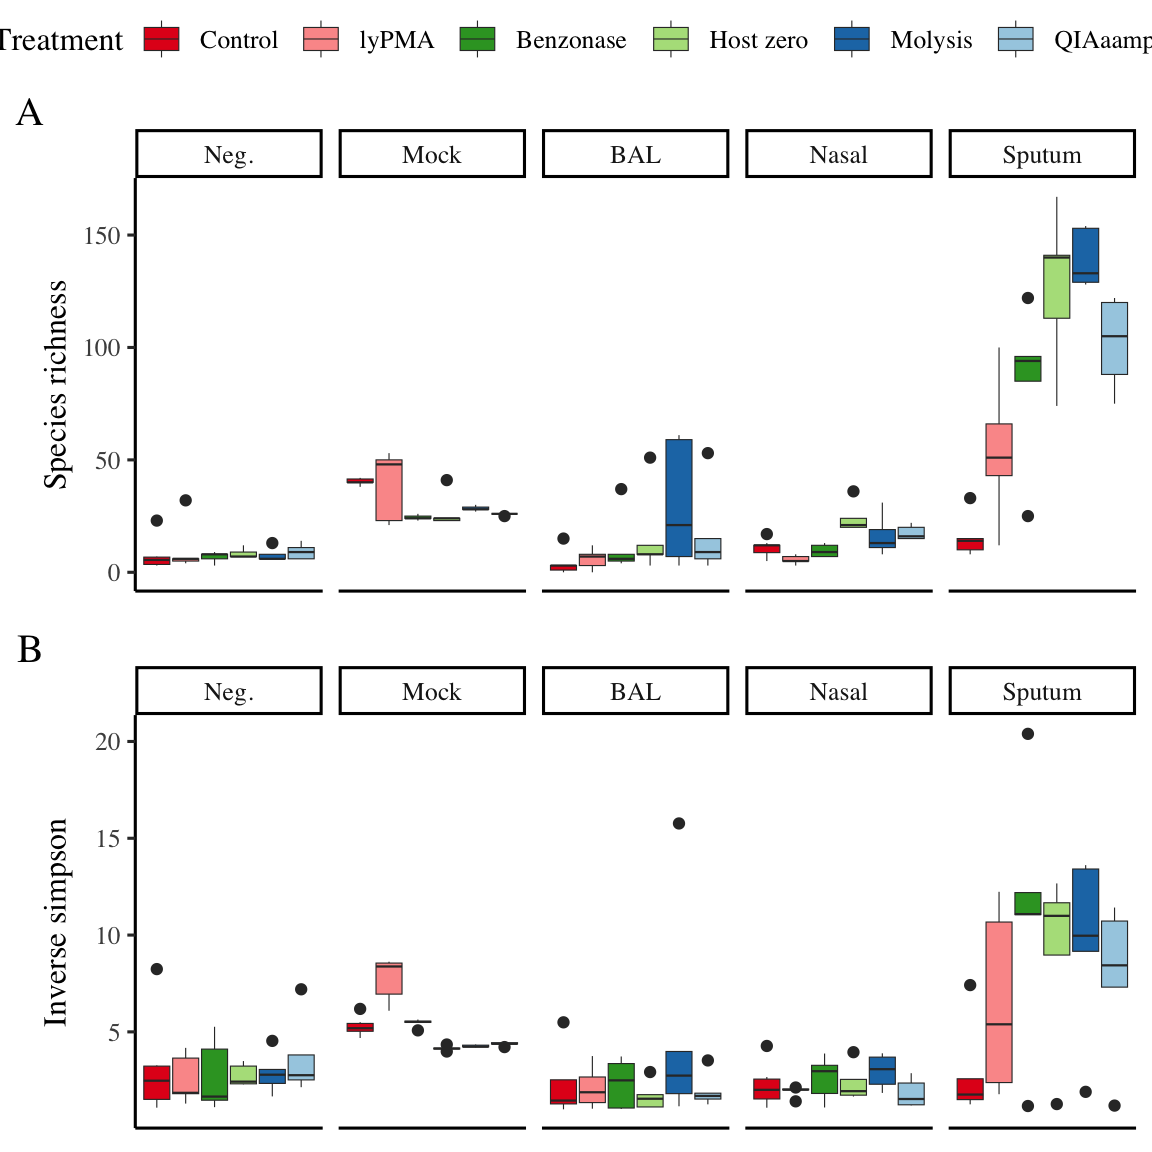 Treatment Control lyPMA Benzonase Host zero Molysis QIAaamp
A
Neg. Mock BAL Nasal Sputum
150
100
50
0
Species richness
B
Neg. Mock BAL Nasal Sputum
20
15
10
5
Inverse simpson